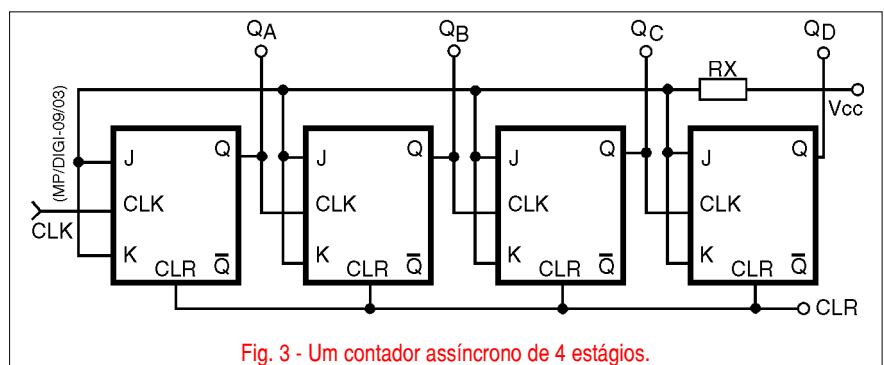 QA
QB
QC
QD
RX
Vcc
(MP/DIGI-09/03)
J
Q
CLK
K
CLR
Q̅
J
Q
CLK
K
CLR
Q̅
J
Q
CLK
K
CLR
Q̅
J
Q
CLK
K
CLR
Q̅
CLK
CLR
Fig. 3 - Um contador assíncrono de 4 estágios.